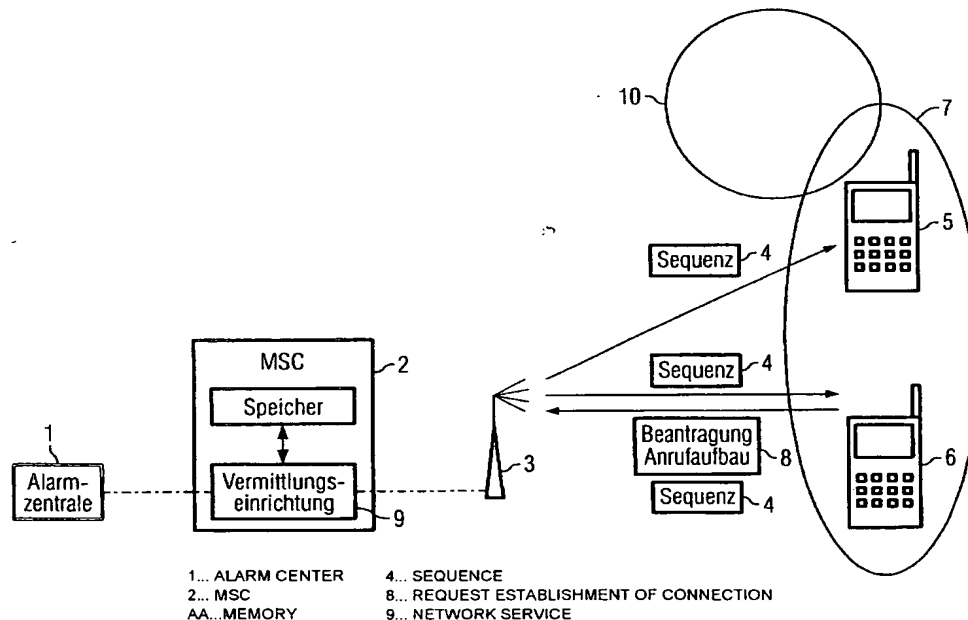 10
7
5
Sequenz
4
MSC
2
Speicher
Sequenz
4
1
Alarm-
zentrale
Vermittlungs-
einrichtung
9
3
Beantragung
Anrufaufbau
8
Sequenz
4
6
1... ALARM CENTER
4... SEQUENCE
2... MSC
8... REQUEST ESTABLISHMENT OF CONNECTION
AA...MEMORY
9... NETWORK SERVICE